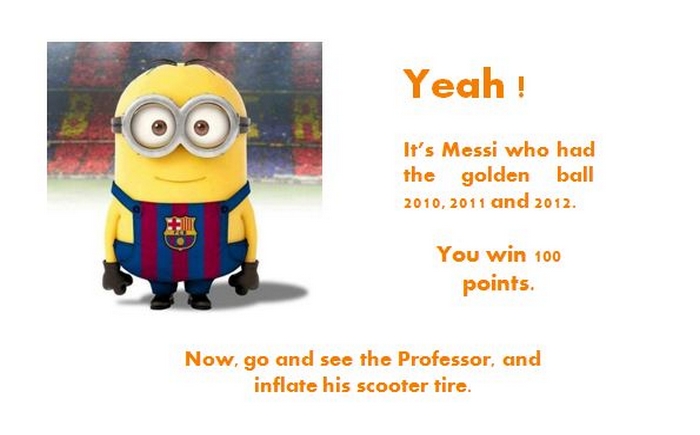 Yeah !
It's Messi who had
the golden ball
2010, 2011 and 2012.
You win 100
points.
Now, go and see the Professor, and
inflate his scooter tire.
FCB